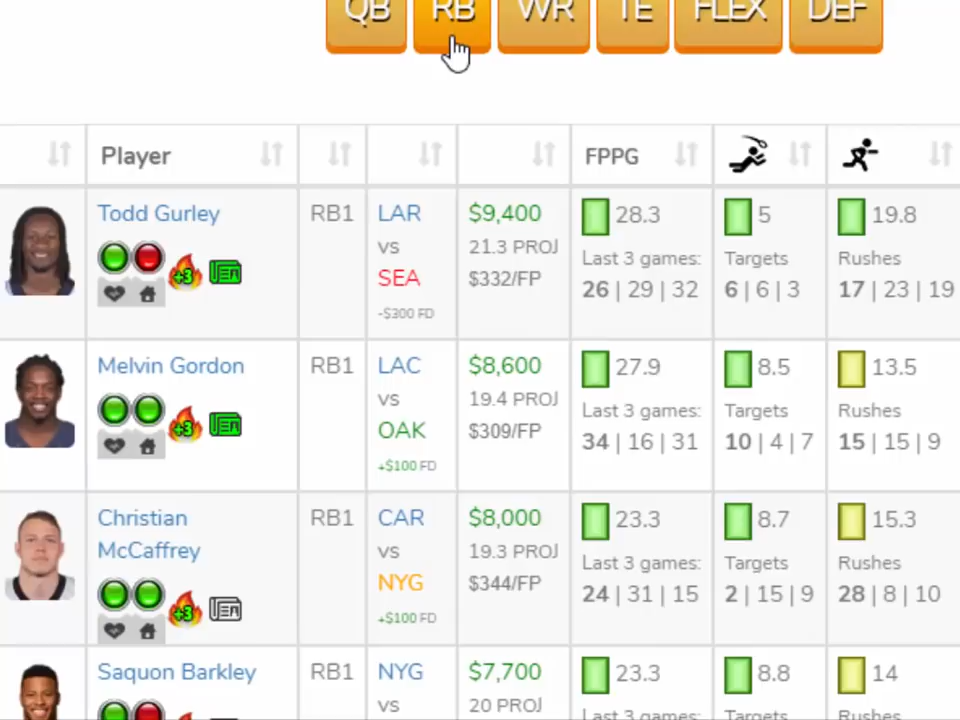 QB RB WR TE FLEX DEF
Player FPPG
Todd Gurley RB1 LAR $9,400 28.3 5 19.8
vs 21.3 PROJ Last 3 games: Targets Rushes
SEA $332/FP 26 | 29 | 32 6 | 6 | 3 17 | 23 | 19
+3
-$300 FD
Melvin Gordon RB1 LAC $8,600 27.9 8.5 13.5
vs 19.4 PROJ Last 3 games: Targets Rushes
OAK $309/FP 34 | 16 | 31 10 | 4 | 7 15 | 15 | 9
+3
+$100 FD
Christian RB1 CAR $8,000 23.3 8.7 15.3
McCaffrey vs 19.3 PROJ Last 3 games: Targets Rushes
NYG $344/FP 24 | 31 | 15 2 | 15 | 9 28 | 8 | 10
+3
+$100 FD
Saquon Barkley RB1 NYG $7,700 23.3 8.8 14
vs 20 PROJ Last 3 games: Targets Rushes